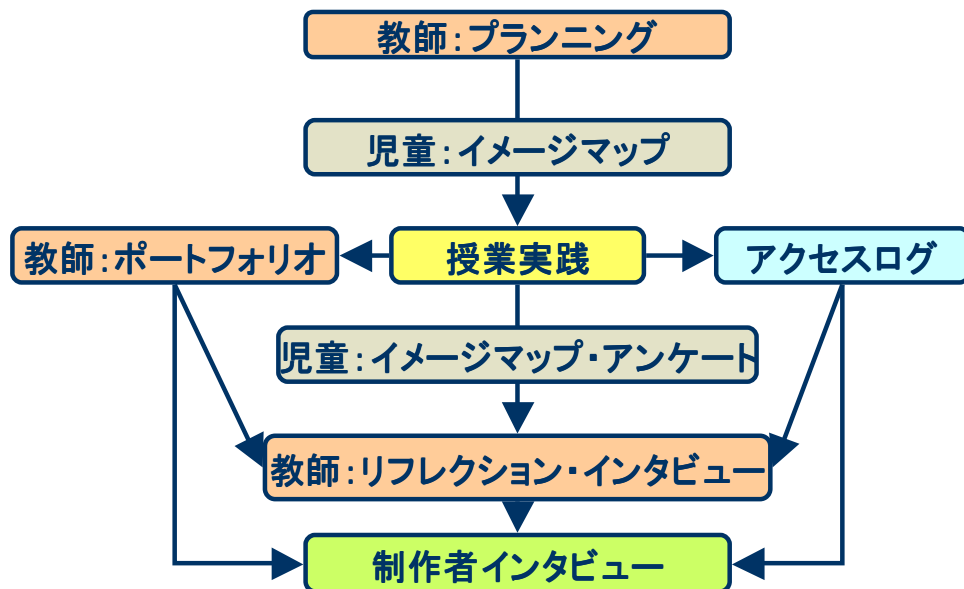 教師：プランニング
児童：イメージマップ
教師：ポートフォリオ
授業実践
アクセスログ
児童：イメージマップ・アンケート
教師：リフレクション・インタビュー
制作者インタビュー